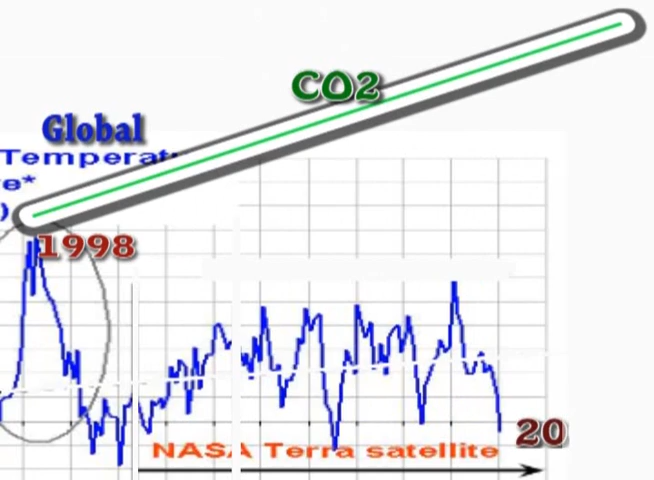 CO2
Global
Temperat
e*
)
1998
20
NASA Terra satellite